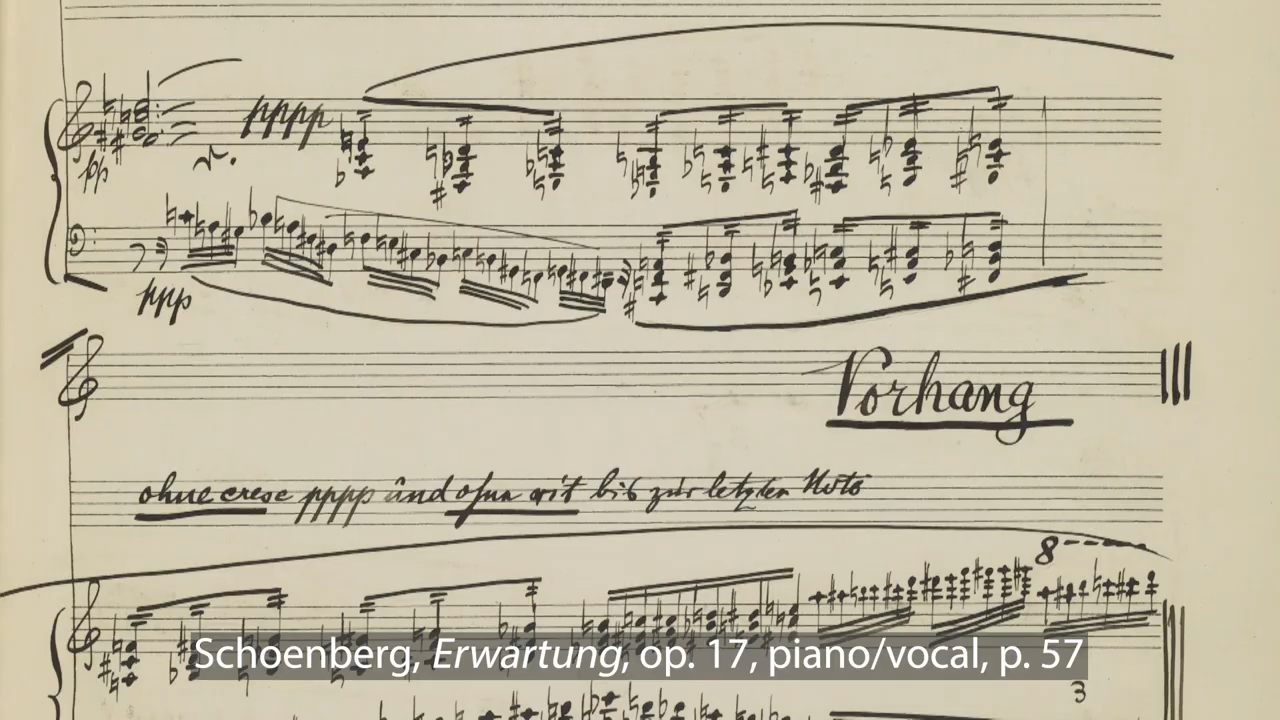 pppp
pp
ppp
Vorhang
ohne cresc pppp und ohne rit bis zur letzten Note
8
Schoenberg, Erwartung, op. 17, piano/vocal, p. 57
3